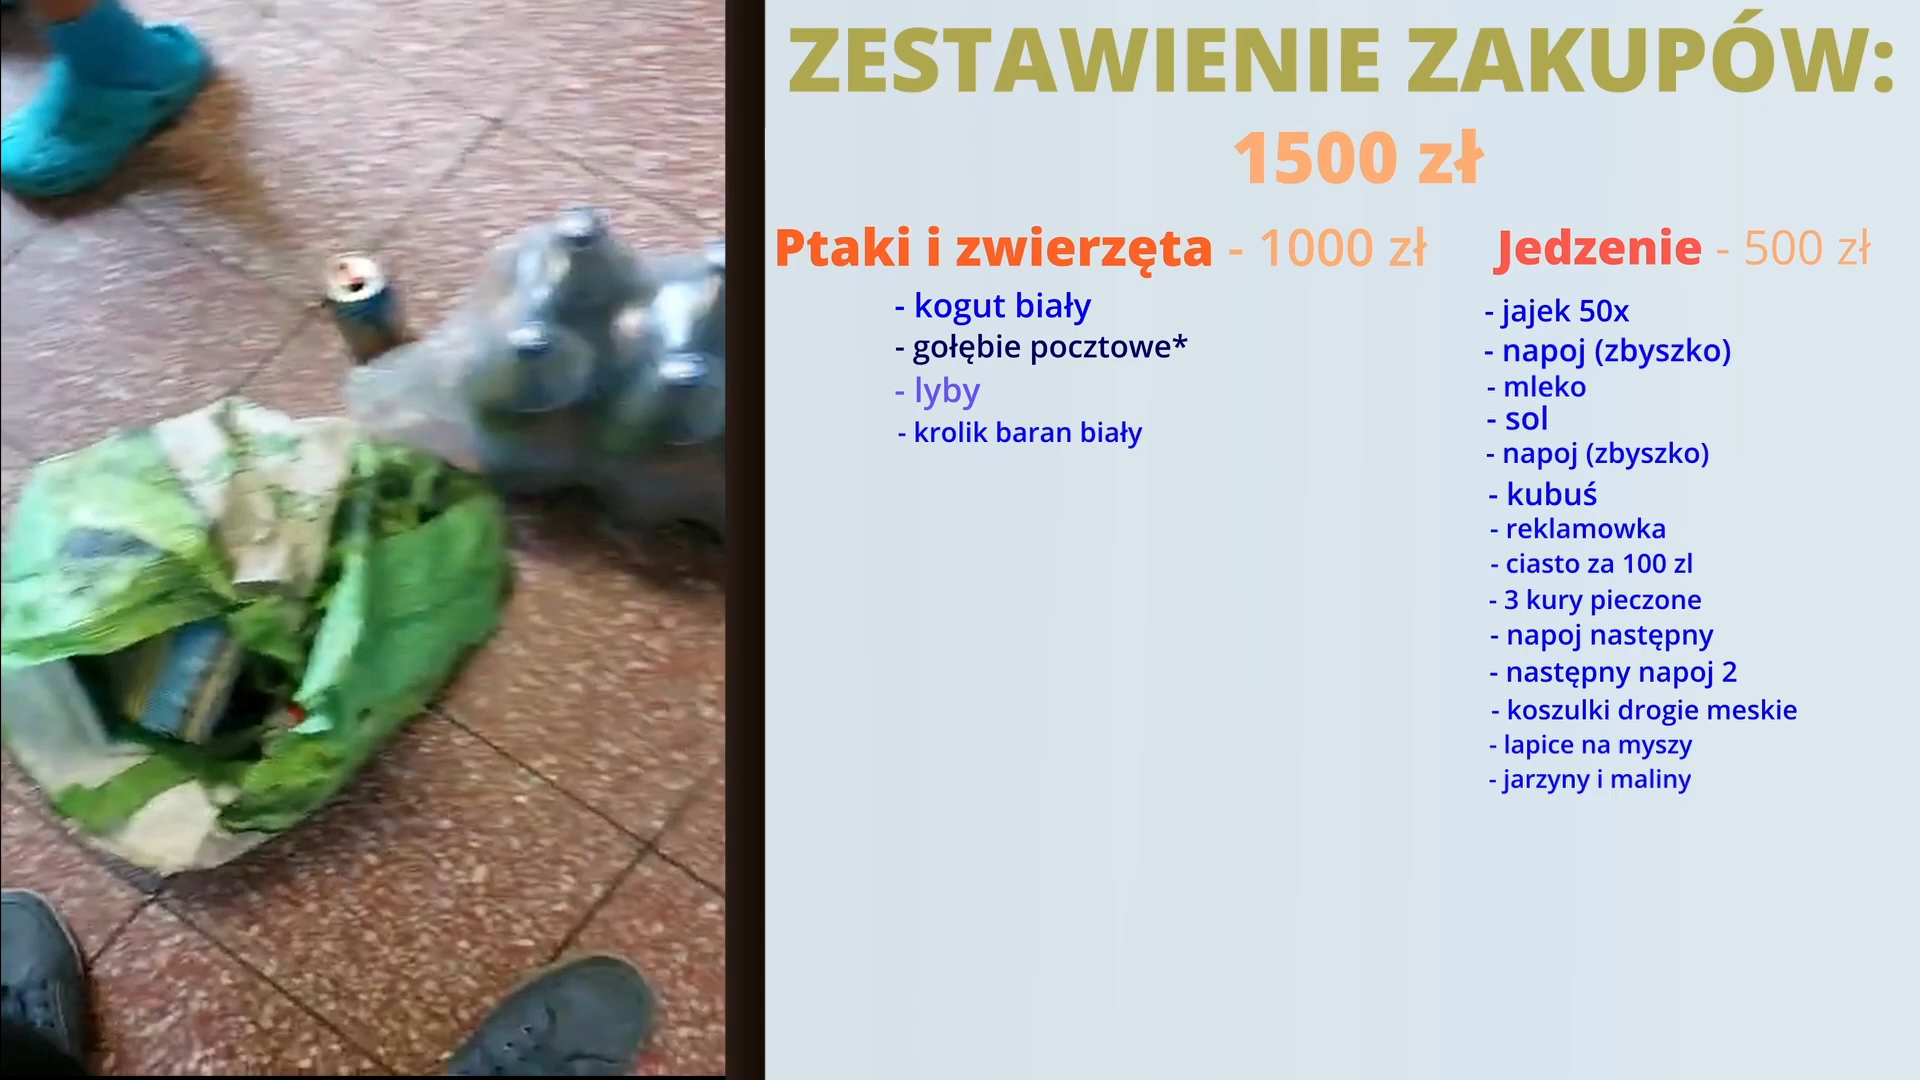 ZESTAWIENIE ZAKUPÓW:
1500 zł
Ptaki i zwierzęta - 1000 zł
- kogut biały
- gołębie pocztowe*
- lyby
- krolik baran biały
Jedzenie - 500 zł
- jajek 50x
- napoj (zbyszko)
- mleko
- sol
- napoj (zbyszko)
- kubuś
- reklamowka
- ciasto za 100 zl
- 3 kury pieczone
- napoj następny
- następny napoj 2
- koszulki drogie meskie
- lapice na myszy
- jarzyny i maliny